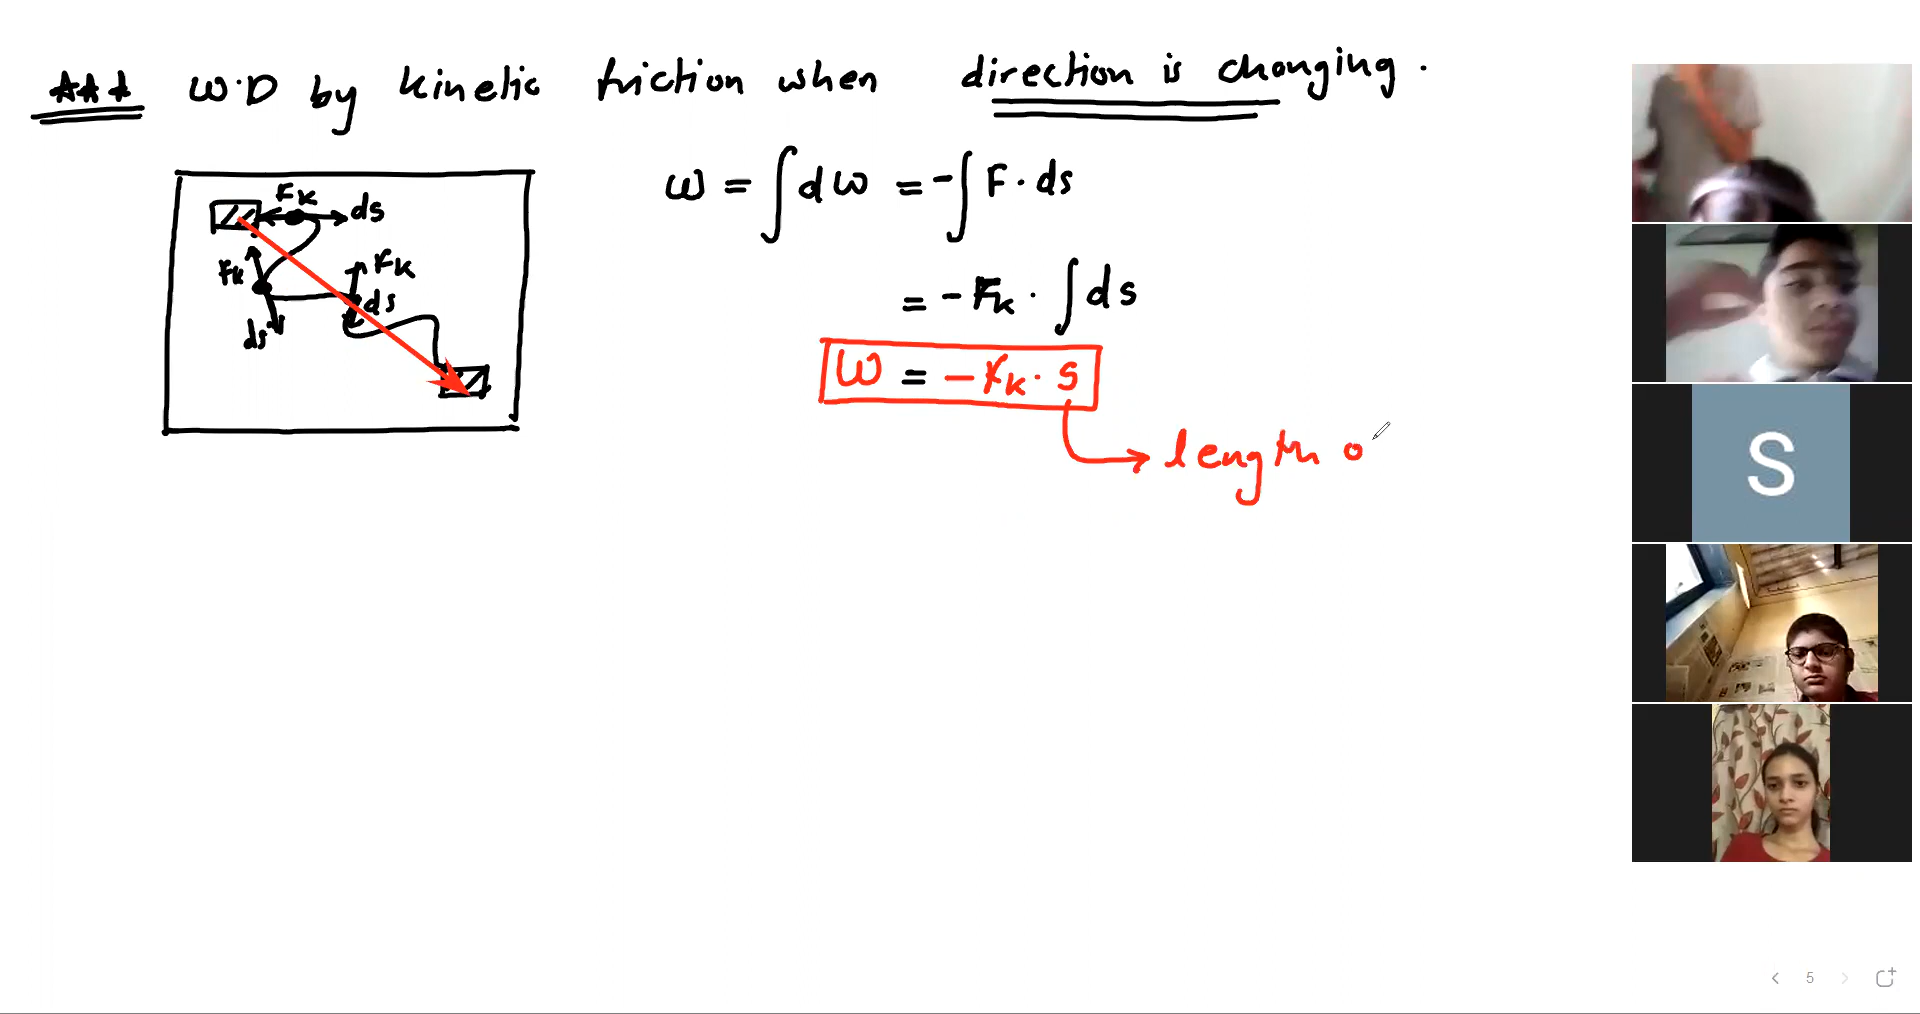 *** W·D by kinetic friction when direction is changing.
FK ds
FK FK
ds
ds
W = ∫dW = -∫F·ds
= -FK·∫ds
W = -FK·s
length o
S
5